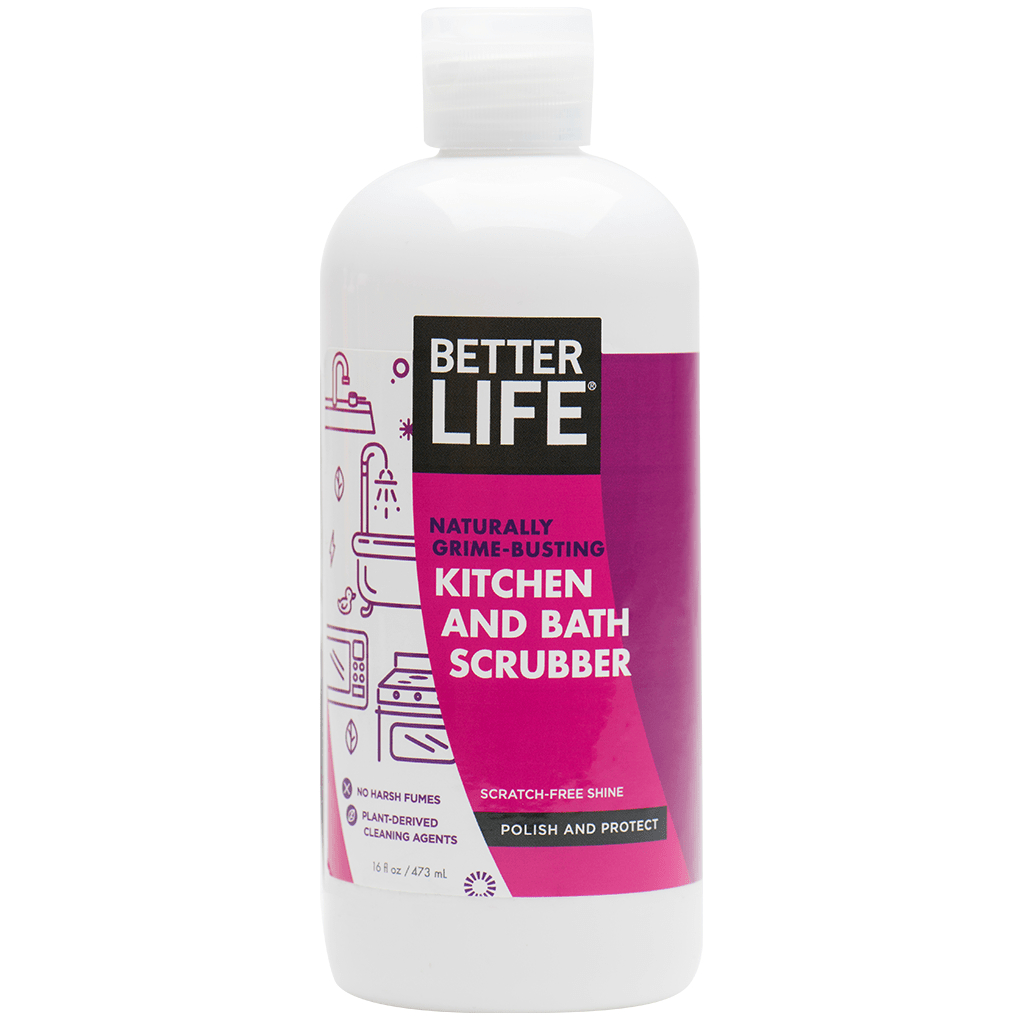 BETTER
LIFE®
NATURALLY
GRIME-BUSTING
KITCHEN
AND BATH
SCRUBBER
SCRATCH-FREE SHINE
POLISH AND PROTECT
NO HARSH FUMES
PLANT-DERIVED
CLEANING AGENTS
16 fl oz / 473 mL